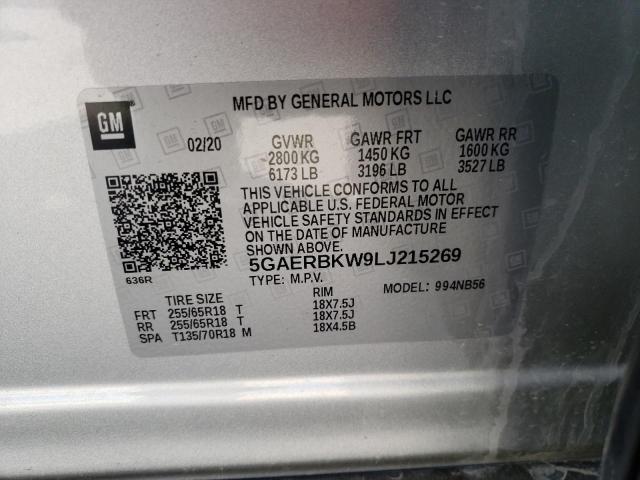 GM
MFD BY GENERAL MOTORS LLC
02/20 GVWR GAWR FRT GAWR RR
2800 KG 1450 KG 1600 KG
6173 LB 3196 LB 3527 LB
THIS VEHICLE CONFORMS TO ALL
APPLICABLE U.S. FEDERAL MOTOR
VEHICLE SAFETY STANDARDS IN EFFECT
ON THE DATE OF MANUFACTURE
SHOWN ABOVE.
636R
5GAERBKW9LJ215269
TYPE: M.P.V. MODEL: 994NB56
TIRE SIZE RIM
FRT 255/65R18 T 18X7.5J
RR 255/65R18 T 18X7.5J
SPA T135/70R18 M 18X4.5B